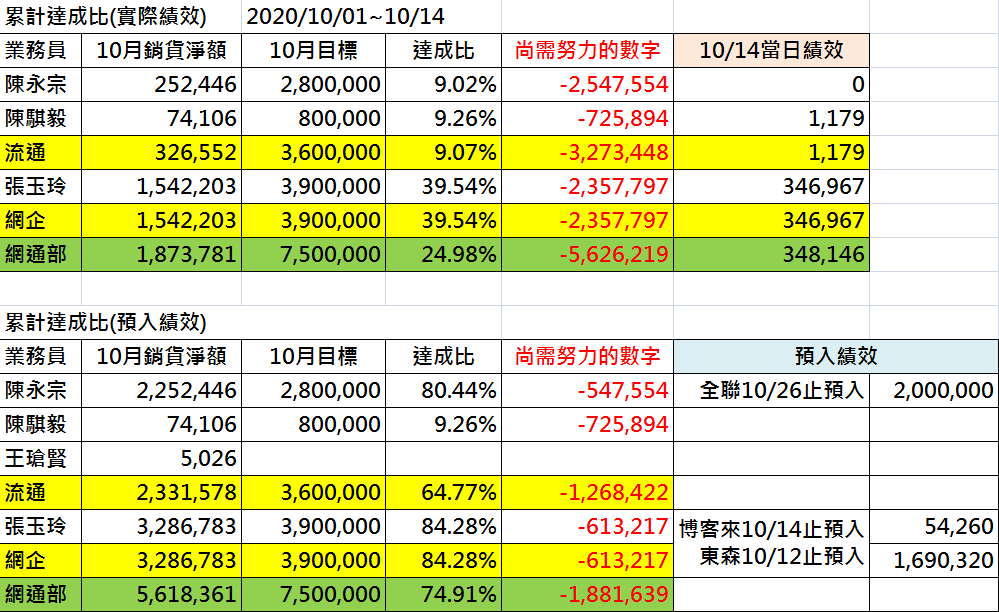 累計達成比(實際績效) 2020/10/01~10/14
業務員 10月銷貨淨額 10月目標 達成比 尚需努力的數字 10/14當日績效
陳永宗 252,446 2,800,000 9.02% -2,547,554 0
陳騏毅 74,106 800,000 9.26% -725,894 1,179
流通 326,552 3,600,000 9.07% -3,273,448 1,179
張玉玲 1,542,203 3,900,000 39.54% -2,357,797 346,967
網企 1,542,203 3,900,000 39.54% -2,357,797 346,967
網通部 1,873,781 7,500,000 24.98% -5,626,219 348,146
累計達成比(預入績效)
業務員 10月銷貨淨額 10月目標 達成比 尚需努力的數字 預入績效
陳永宗 2,252,446 2,800,000 80.44% -547,554 全聯10/26止預入 2,000,000
陳騏毅 74,106 800,000 9.26% -725,894
王瑲賢 5,026
流通 2,331,578 3,600,000 64.77% -1,268,422
張玉玲 3,286,783 3,900,000 84.28% -613,217 博客來10/14止預入 54,260
網企 3,286,783 3,900,000 84.28% -613,217 東森10/12止預入 1,690,320
網通部 5,618,361 7,500,000 74.91% -1,881,639